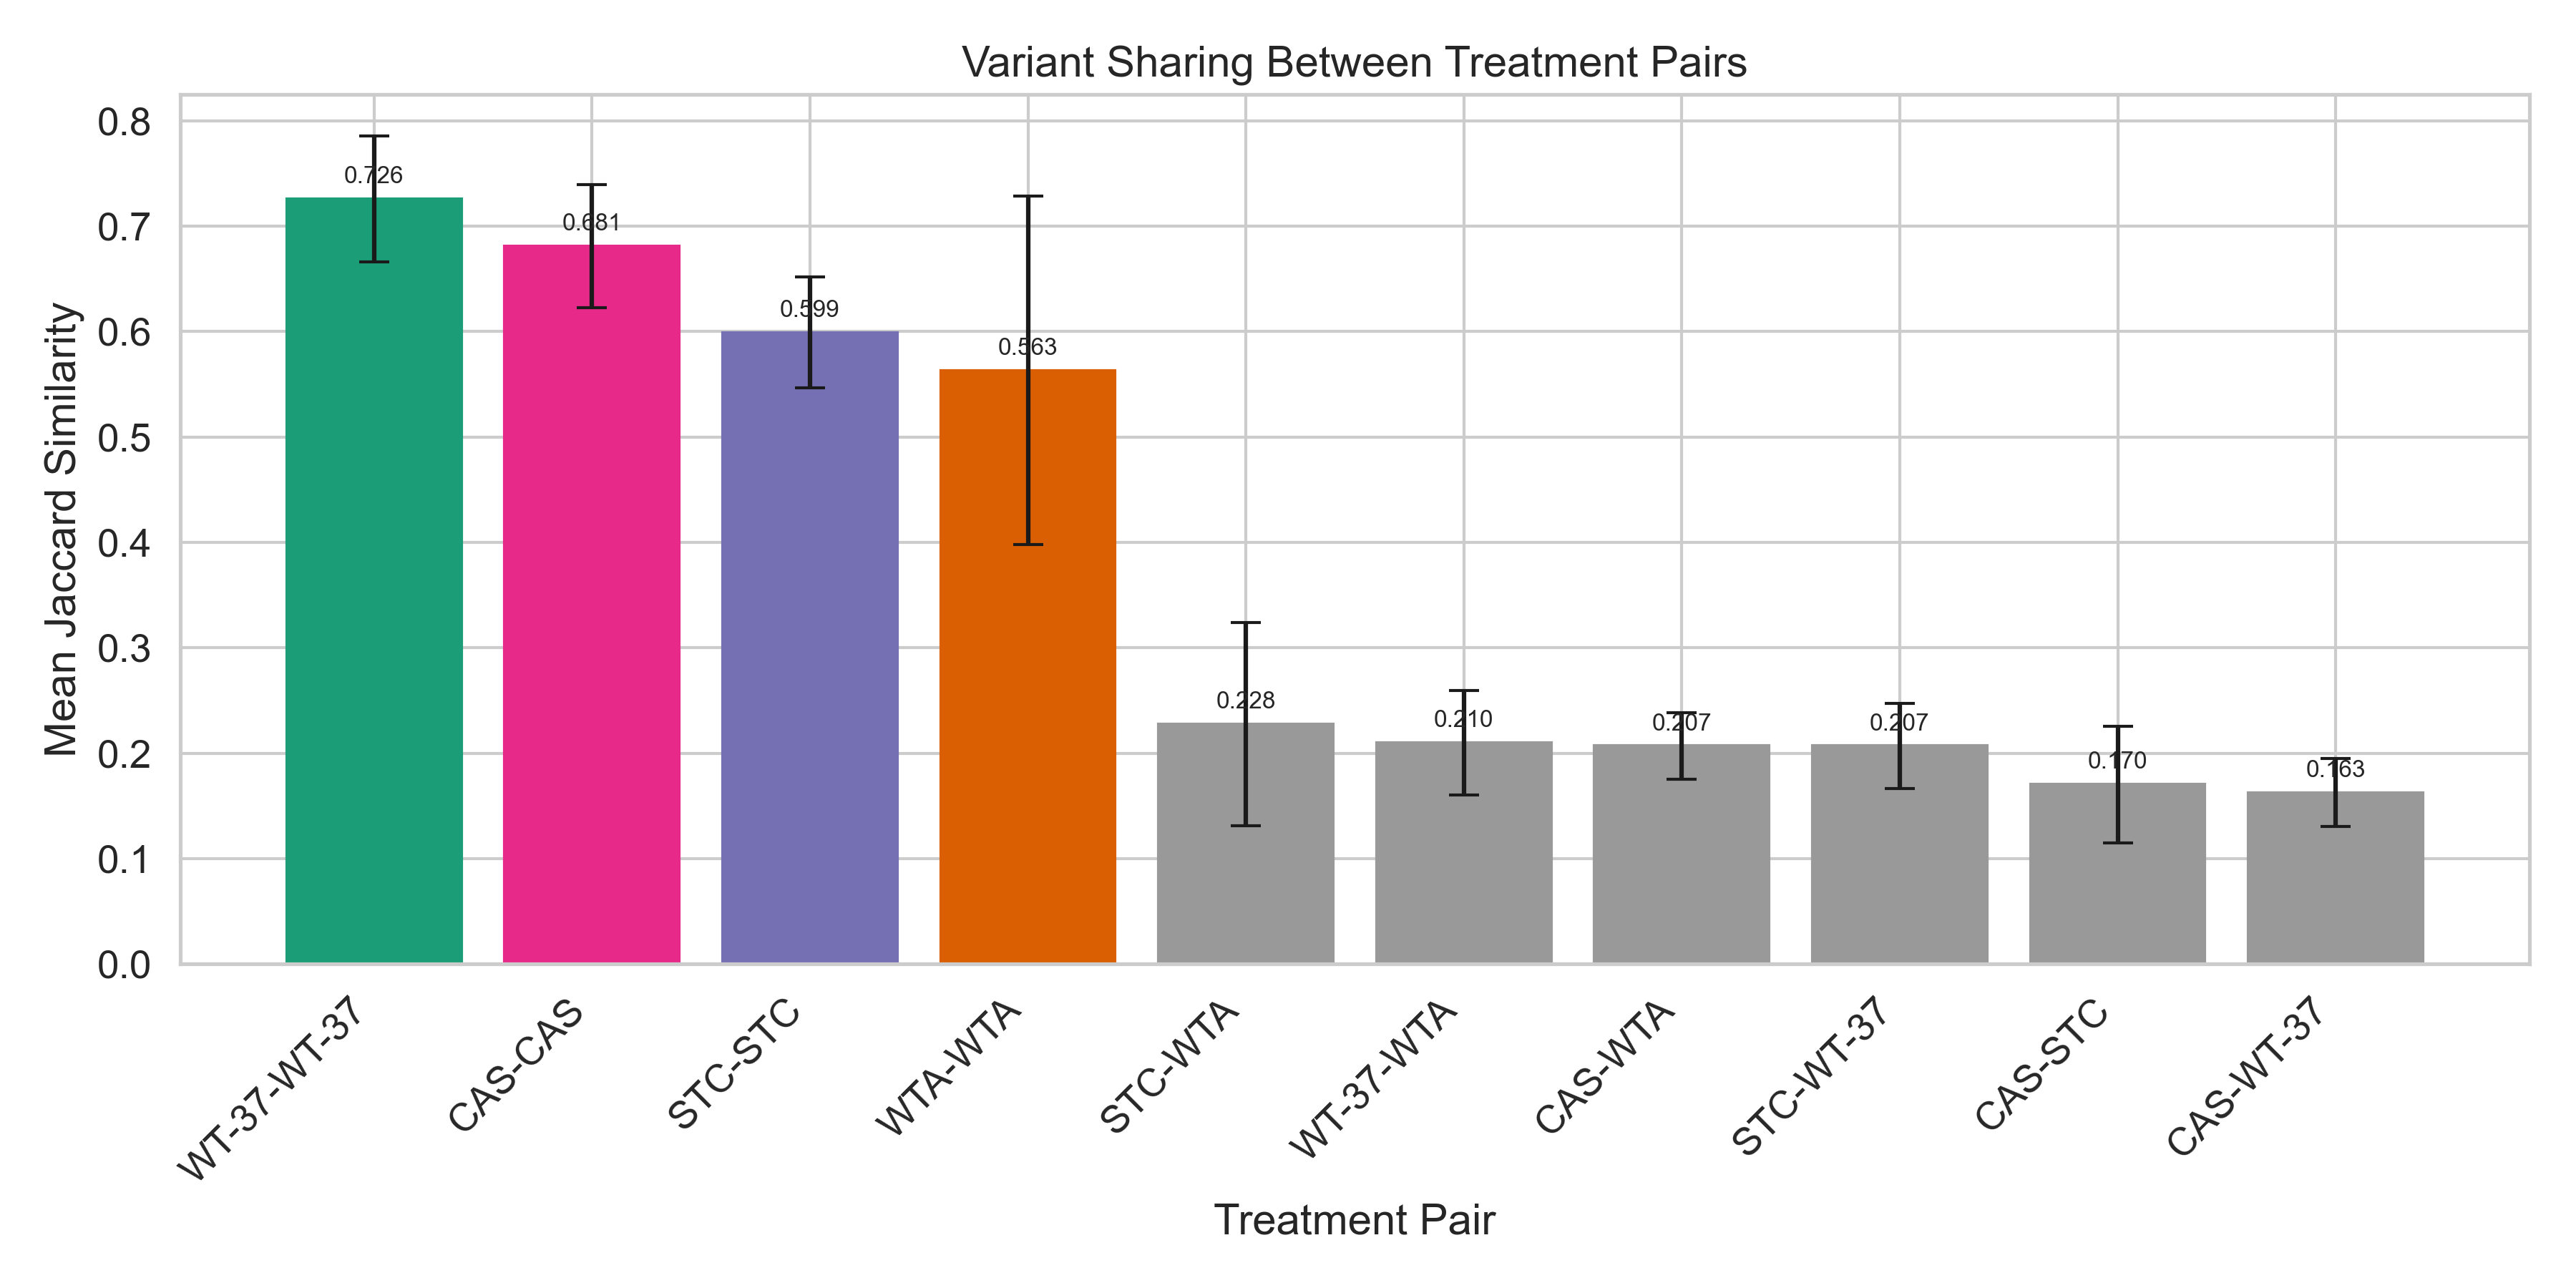 Variant Sharing Between Treatment Pairs
Mean Jaccard Similarity
0.8
0.7
0.6
0.5
0.4
0.3
0.2
0.1
0.0
0.726
0.681
0.599
0.563
0.228
0.210
0.207
0.207
0.170
0.163
WT-37-WT-37
CAS-CAS
STC-STC
WTA-WTA
STC-WTA
WT-37-WTA
CAS-WTA
STC-WT-37
CAS-STC
CAS-WT-37
Treatment Pair